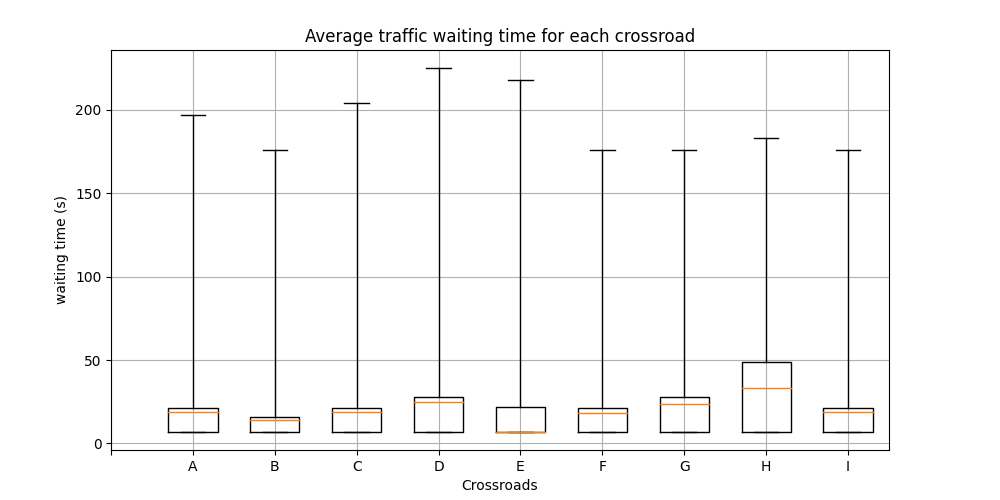 Average traffic waiting time for each crossroad
200
150
100
50
0
waiting time (s)
A B C D E F G H I
Crossroads